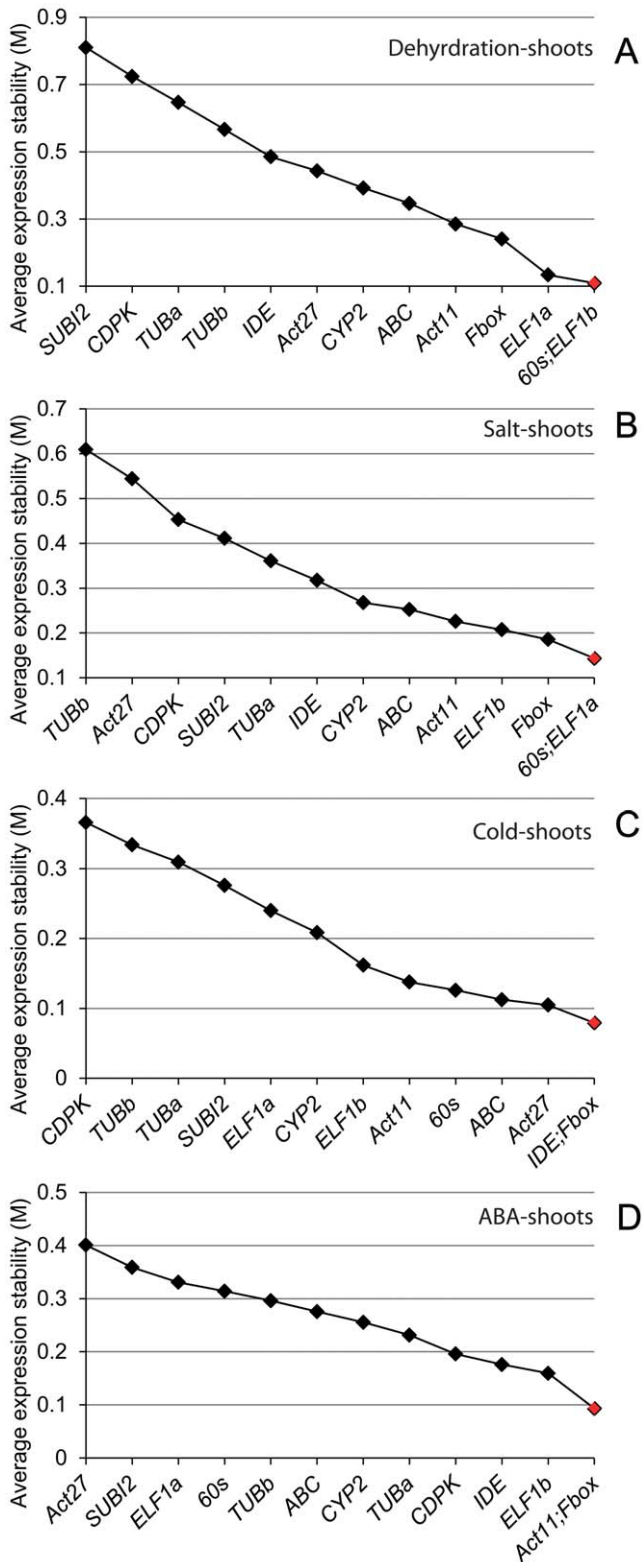 A
Dehyrdration-shoots
Average expression stability (M)
0.9
0.7
0.5
0.3
0.1
SUBI2
CDPK
TUBa
TUBb
IDE
Act27
CYP2
ABC
Act11
Fbox
ELF1a
60s;ELF1b
B
Salt-shoots
Average expression stability (M)
0.7
0.6
0.5
0.4
0.3
0.2
0.1
TUBb
Act27
CDPK
SUBI2
TUBa
IDE
CYP2
ABC
Act11
ELF1b
Fbox
60s;ELF1a
C
Cold-shoots
Average expression stability (M)
0.4
0.3
0.2
0.1
0
CDPK
TUBb
TUBa
SUBI2
ELF1a
CYP2
ELF1b
Act11
60s
ABC
Act27
IDE;Fbox
D
ABA-shoots
Average expression stability (M)
0.5
0.4
0.3
0.2
0.1
0
Act27
SUBI2
ELF1a
60s
TUBb
ABC
CYP2
TUBa
CDPK
IDE
ELF1b
Act11;Fbox